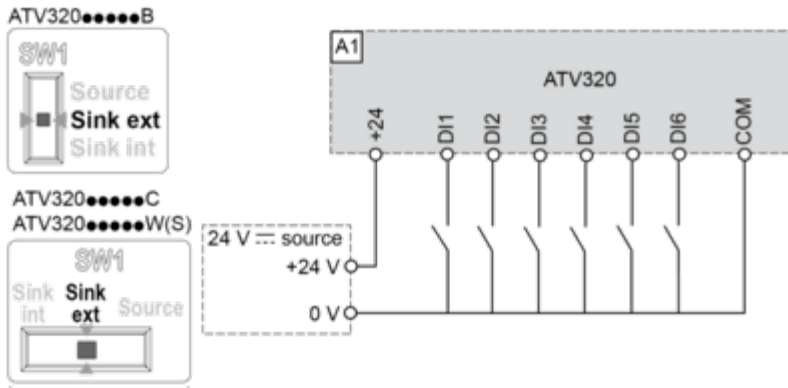 ATV320●●●●●B
SW1
Source
Sink ext
Sink int
ATV320●●●●●C
ATV320●●●●●W(S)
SW1
Sink int
Sink ext
Source
A1
ATV320
+24
DI1
DI2
DI3
DI4
DI5
DI6
COM
24 V ⎓ source
+24 V
0 V